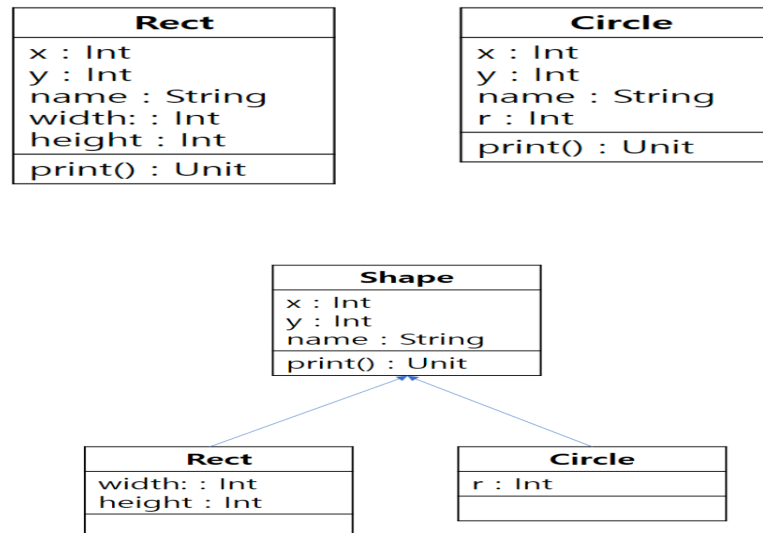 Rect
x : Int
y : Int
name : String
width: : Int
height : Int
print() : Unit
Circle
x : Int
y : Int
name : String
r : Int
print() : Unit
Shape
x : Int
y : Int
name : String
print() : Unit
Rect
width: : Int
height : Int
Circle
r : Int